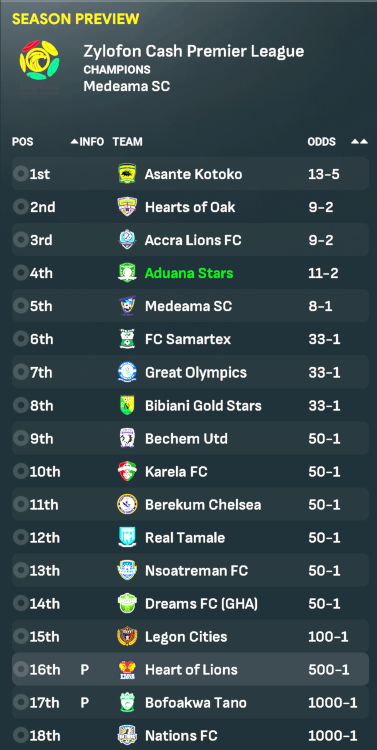 SEASON PREVIEW
Zylofon Cash Premier League
CHAMPIONS
Medeama SC
POS INFO TEAM ODDS
1st Asante Kotoko 13-5
2nd Hearts of Oak 9-2
3rd Accra Lions FC 9-2
4th Aduana Stars 11-2
5th Medeama SC 8-1
6th FC Samartex 33-1
7th Great Olympics 33-1
8th Bibiani Gold Stars 33-1
9th Bechem Utd 50-1
10th Karela FC 50-1
11th Berekum Chelsea 50-1
12th Real Tamale 50-1
13th Nsoatreman FC 50-1
14th Dreams FC (GHA) 50-1
15th Legon Cities 100-1
16th P Heart of Lions 500-1
17th P Bofoakwa Tano 1000-1
18th Nations FC 1000-1